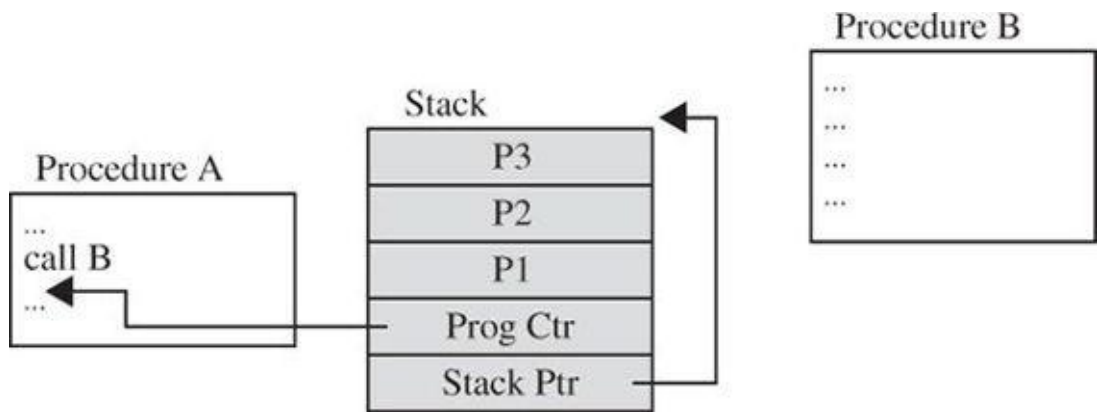 Procedure B
...
...
...
...
Stack
P3
P2
P1
Prog Ctr
Stack Ptr
Procedure A
...
call B
...